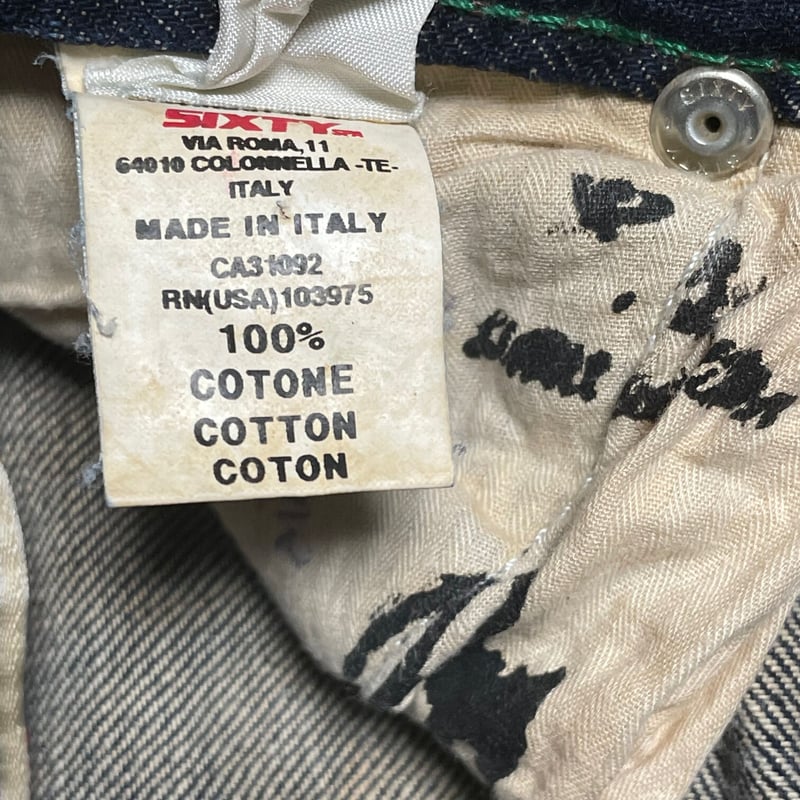 SIXTY SPA
VIA ROMA,11
64010 COLONNELLA -TE-
ITALY
MADE IN ITALY
CA31092
RN(USA)103975
100%
COTONE
COTTON
COTON
SIXTY